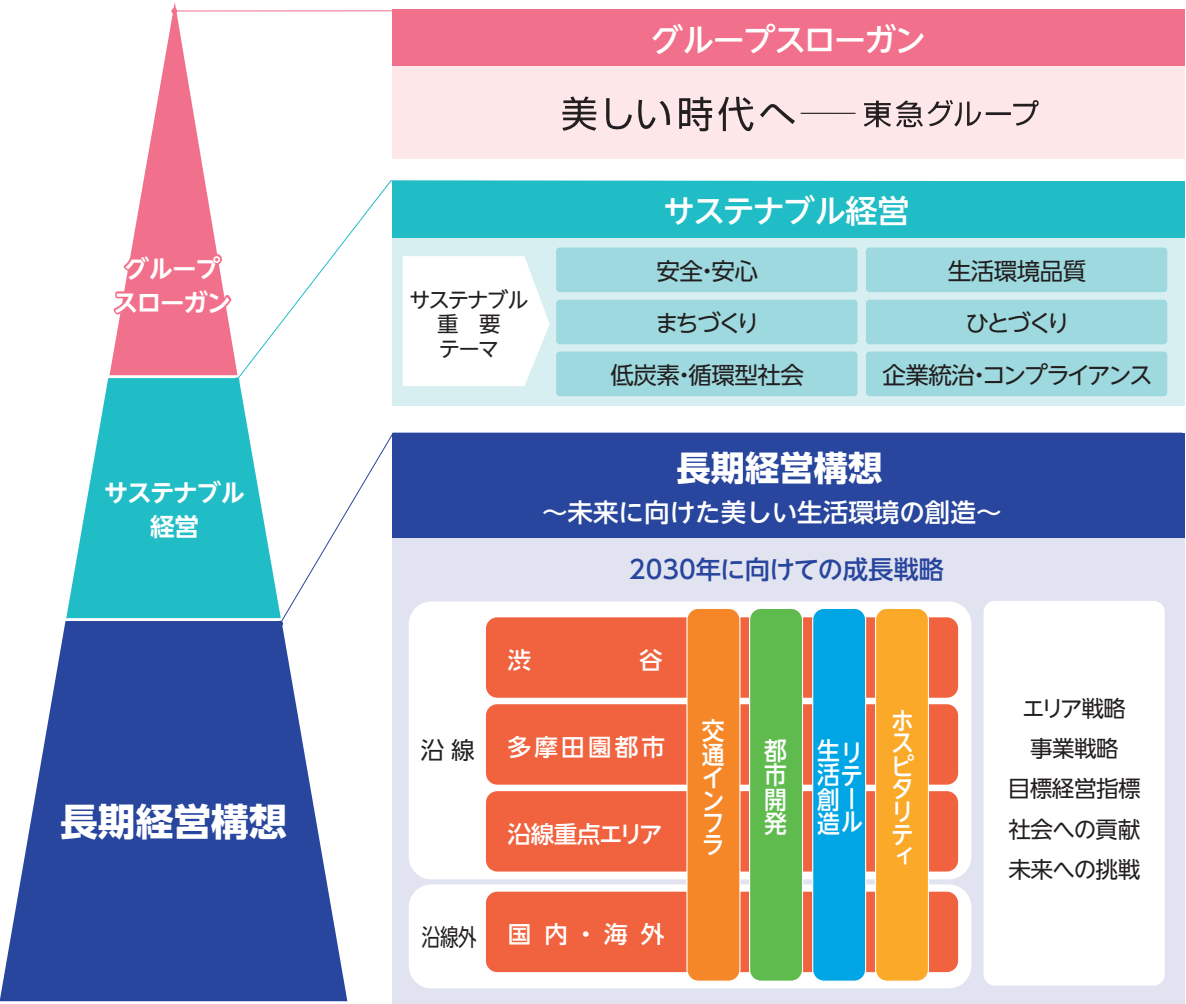 グループ
スローガン
サステナブル
経営
長期経営構想
グループスローガン
美しい時代へ――東急グループ
サステナブル経営
サステナブル
重 要
テーマ
安全・安心
生活環境品質
まちづくり
ひとづくり
低炭素・循環型社会
企業統治・コンプライアンス
長期経営構想
～未来に向けた美しい生活環境の創造～
2030年に向けての成長戦略
沿線
渋 谷
多摩田園都市
沿線重点エリア
沿線外
国内・海外
交通インフラ
都市開発
リテール
生活創造
ホスピタリティ
エリア戦略
事業戦略
目標経営指標
社会への貢献
未来への挑戦